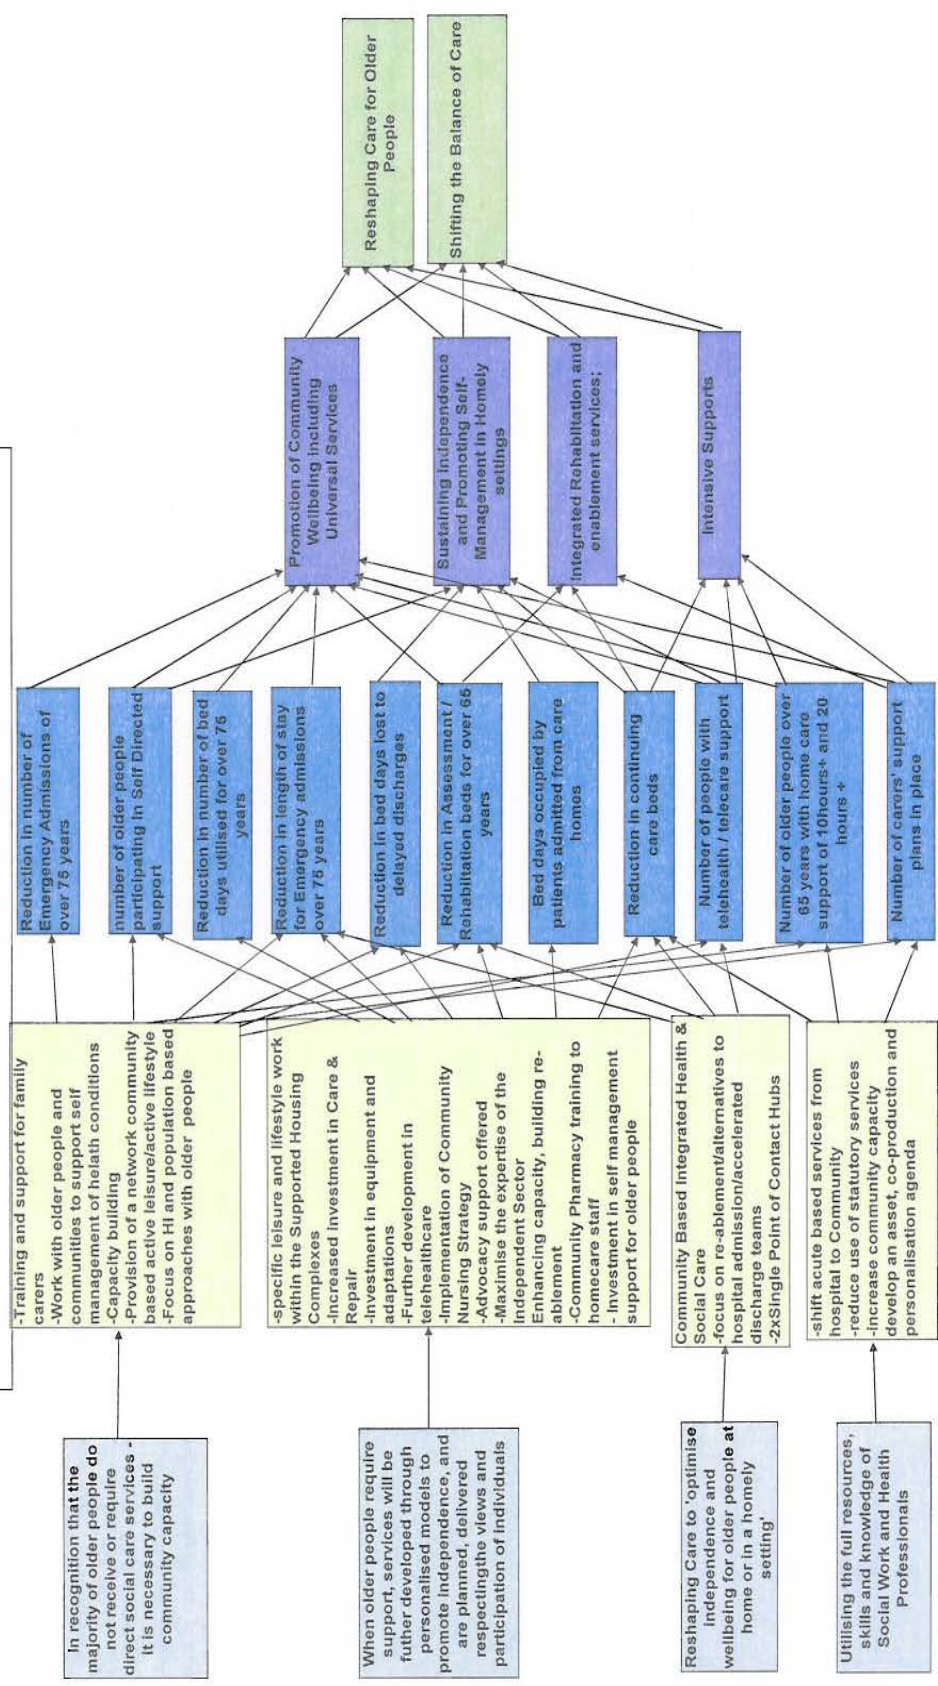 In recognition that the
majority of older people do
not receive or require
direct social care services -
it is necessary to build
community capacity
When older people require
support, services will be
futher developed through
personalised models to
promote independence, and
are planned, delivered
respectingthe views and
participation of individuals
Reshaping Care to 'optimise
independence and
wellbeing for older people at
home or in a homely
setting'
Utilising the full resources,
skills and knowledge of
Social Work and Health
Professionals
-Training and support for family
carers
-Work with older people and
communities to support self
management of helath conditions
-Capacity building
-Provision of a network community
based active leisure/active lifestyle
-Focus on HI and population based
approaches with older people
-specific leisure and lifestyle work
within the Supported Housing
Complexes
-Increased investment in Care &
Repair
-Investment in equipment and
adaptations
-Further development in
telehealthcare
-Implementation of Community
Nursing Strategy
-Advocacy support offered
-Maximise the expertise of the
Independent Sector
Enhancing capacity, building re-
ablement
-Community Pharmacy training to
homecare staff
- Investment in self management
support for older people
Community Based Integrated Health &
Social Care
-focus on re-ablement/alternatives to
hospital admission/accelerated
discharge teams
-2xSingle Point of Contact Hubs
-shift acute based services from
hospital to Community
-reduce use of statutory services
-increase community capacity
develop an asset, co-production and
personalisation agenda
Reduction in number of
Emergency Admissions of
over 75 years
number of older people
participating in Self Directed
support
Reduction in number of bed
days utilised for over 75
years
Reduction in length of stay
for Emergency admissions
over 75 years
Reduction in bed days lost to
delayed discharges
Reduction in Assessment /
Rehabilitation beds for over 65
years
Bed days occupied by
patients admitted from care
homes
Reduction in continuing
care beds
Number of people with
telehealth / telecare support
Number of older people over
65 years with home care
support of 10hours+ and 20
hours +
Number of carers' support
plans in place
Promotion of Community
Wellbeing including
Universal Services
Sustaining Independence
and Promoting Self-
Management in Homely
settings
Integrated Rehabilitation and
enablement services;
Intensive Supports
Reshaping Care for Older
People
Shifting the Balance of Care